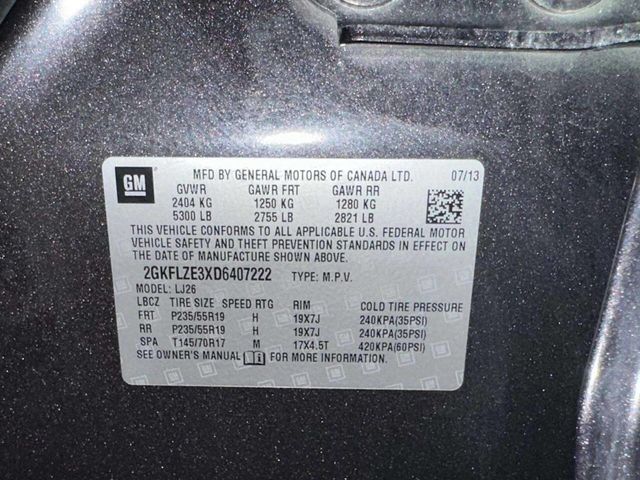 GM
MFD BY GENERAL MOTORS OF CANADA LTD. 07/13
GVWR GAWR FRT GAWR RR
2404 KG 1250 KG 1280 KG
5300 LB 2755 LB 2821 LB
THIS VEHICLE CONFORMS TO ALL APPLICABLE U.S. FEDERAL MOTOR
VEHICLE SAFETY AND THEFT PREVENTION STANDARDS IN EFFECT ON
THE DATE OF MANUFACTURE SHOWN ABOVE.
2GKFLZE3XD6407222 TYPE: M.P.V.
MODEL: LJ26
LBCZ TIRE SIZE SPEED RTG RIM COLD TIRE PRESSURE
FRT P235/55R19 H 19X7J 240KPA(35PSI)
RR P235/55R19 H 19X7J 240KPA(35PSI)
SPA T145/70R17 M 17X4.5T 420KPA(60PSI)
SEE OWNER'S MANUAL FOR MORE INFORMATION.